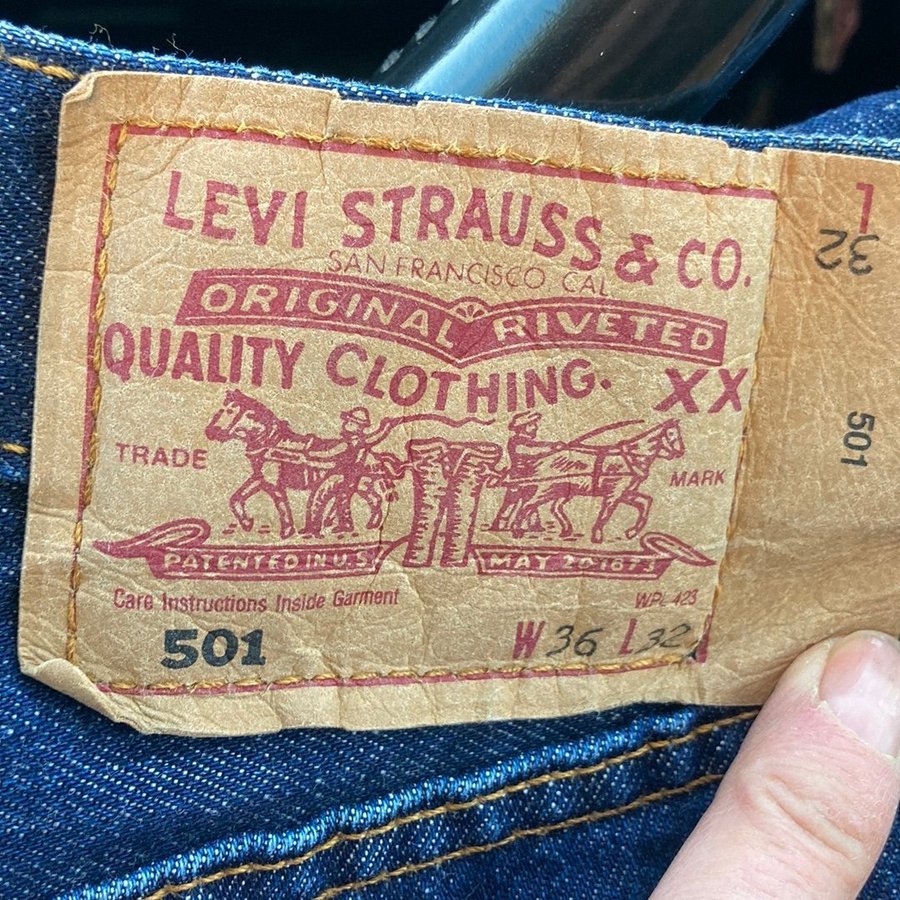 LEVI STRAUSS & CO.
SAN FRANCISCO, CAL
ORIGINAL RIVETED
QUALITY CLOTHING. XX
TRADE MARK
PATENTED IN U.S. MAY 20 1873
Care Instructions Inside Garment WPL 423
501 W 36 L 32
L
32
501